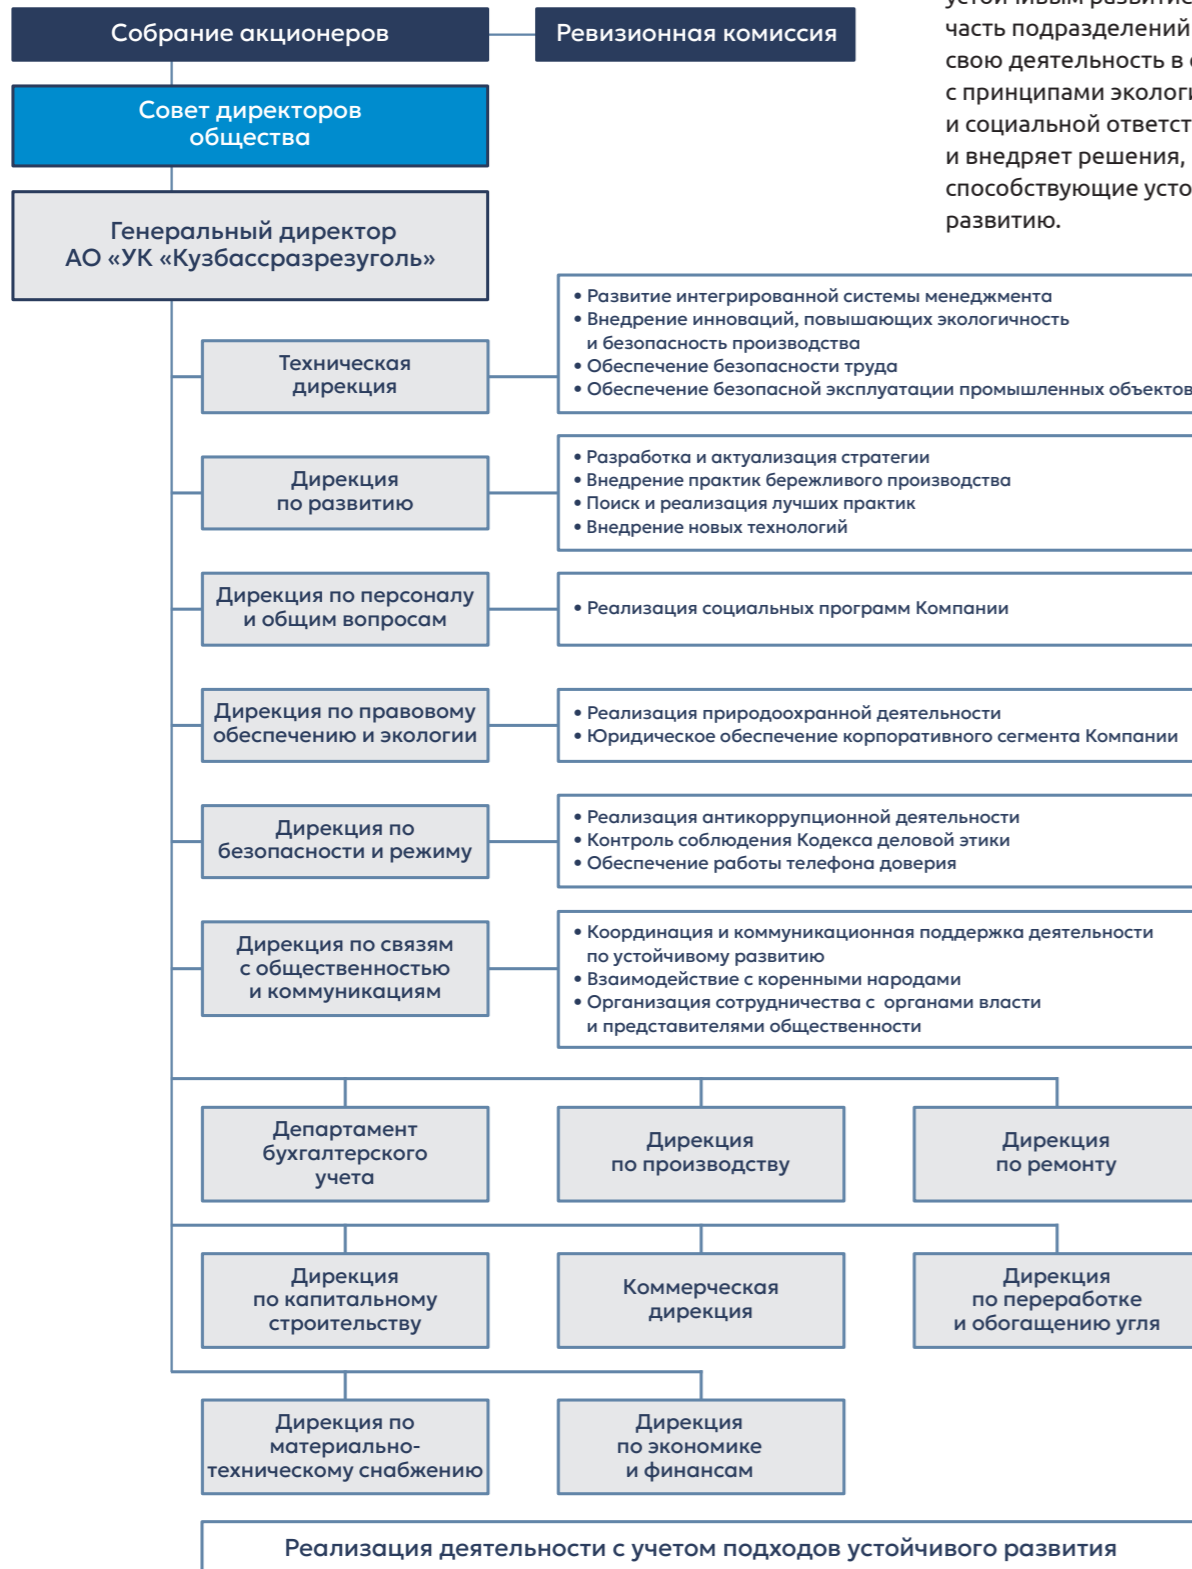 Собрание акционеров
Ревизионная комиссия
Совет директоров
общества
Генеральный директор
АО «УК «Кузбассразрезуголь»
часть подразделений
свою деятельность в
с принципами
и социальной
и внедряет решения,
способствующие
развитию.
Техническая
дирекция
• Развитие интегрированной системы менеджмента
• Внедрение инноваций, повышающих экологичность
и безопасность производства
• Обеспечение безопасности труда
• Обеспечение безопасной эксплуатации промышленных объектов
Дирекция
по развитию
• Разработка и актуализация стратегии
• Внедрение практик бережливого производства
• Поиск и реализация лучших практик
• Внедрение новых технологий
Дирекция по персоналу
и общим вопросам
• Реализация социальных программ Компании
Дирекция по правовому
обеспечению и экологии
• Реализация природоохранной деятельности
• Юридическое обеспечение корпоративного сегмента Компании
Дирекция по
безопасности и режиму
• Реализация антикоррупционной деятельности
• Контроль соблюдения Кодекса деловой этики
• Обеспечение работы телефона доверия
Дирекция по связям
с общественностью
и коммуникациям
• Координация и коммуникационная поддержка деятельности
по устойчивому развитию
• Взаимодействие с коренными народами
• Организация сотрудничества с органами власти
и представителями общественности
Департамент
бухгалтерского
учета
Дирекция
по производству
Дирекция
по ремонту
Дирекция
по капитальному
строительству
Коммерческая
дирекция
Дирекция
по переработке
и обогащению угля
Дирекция по
материально-
техническому снабжению
Дирекция
по экономике
и финансам
Реализация деятельности с учетом подходов устойчивого развития